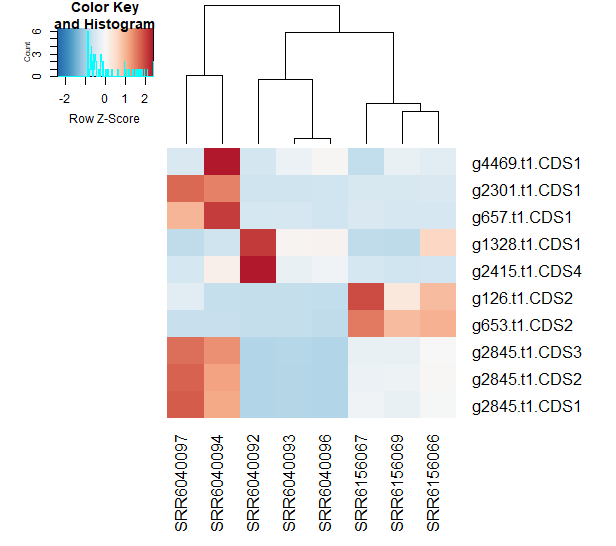 Color Key
and Histogram
Count
0 3 6
-2 0 1 2
Row Z-Score
g4469.t1.CDS1
g2301.t1.CDS1
g657.t1.CDS1
g1328.t1.CDS1
g2415.t1.CDS4
g126.t1.CDS2
g653.t1.CDS2
g2845.t1.CDS3
g2845.t1.CDS2
g2845.t1.CDS1
SRR6040097
SRR6040094
SRR6040092
SRR6040093
SRR6040096
SRR6156067
SRR6156069
SRR6156066